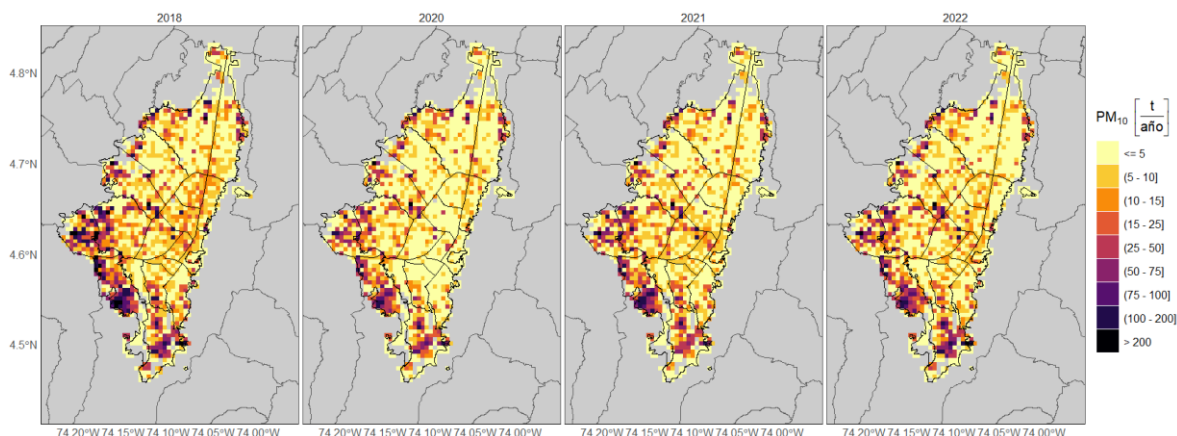 2018 2020 2021 2022
4.8°N
4.7°N
4.6°N
4.5°N
74.20°W 74.15°W 74.10°W 74.05°W 74.00°W
74.20°W 74.15°W 74.10°W 74.05°W 74.00°W
74.20°W 74.15°W 74.10°W 74.05°W 74.00°W
74.20°W 74.15°W 74.10°W 74.05°W 74.00°W
PM₁₀ [t/año]
<= 5
(5 - 10]
(10 - 15]
(15 - 25]
(25 - 50]
(50 - 75]
(75 - 100]
(100 - 200]
> 200